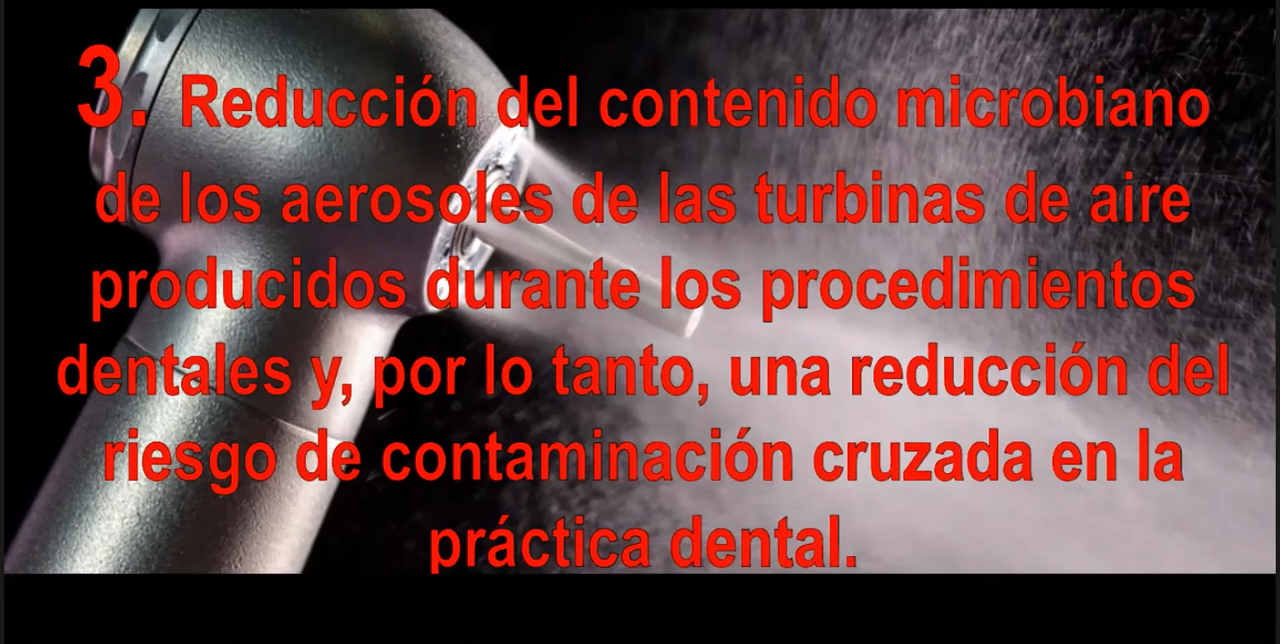 3. Reducción del contenido microbiano
de los aerosoles de las turbinas de aire
producidos durante los procedimientos
dentales y, por lo tanto, una reducción del
riesgo de contaminación cruzada en la
práctica dental.